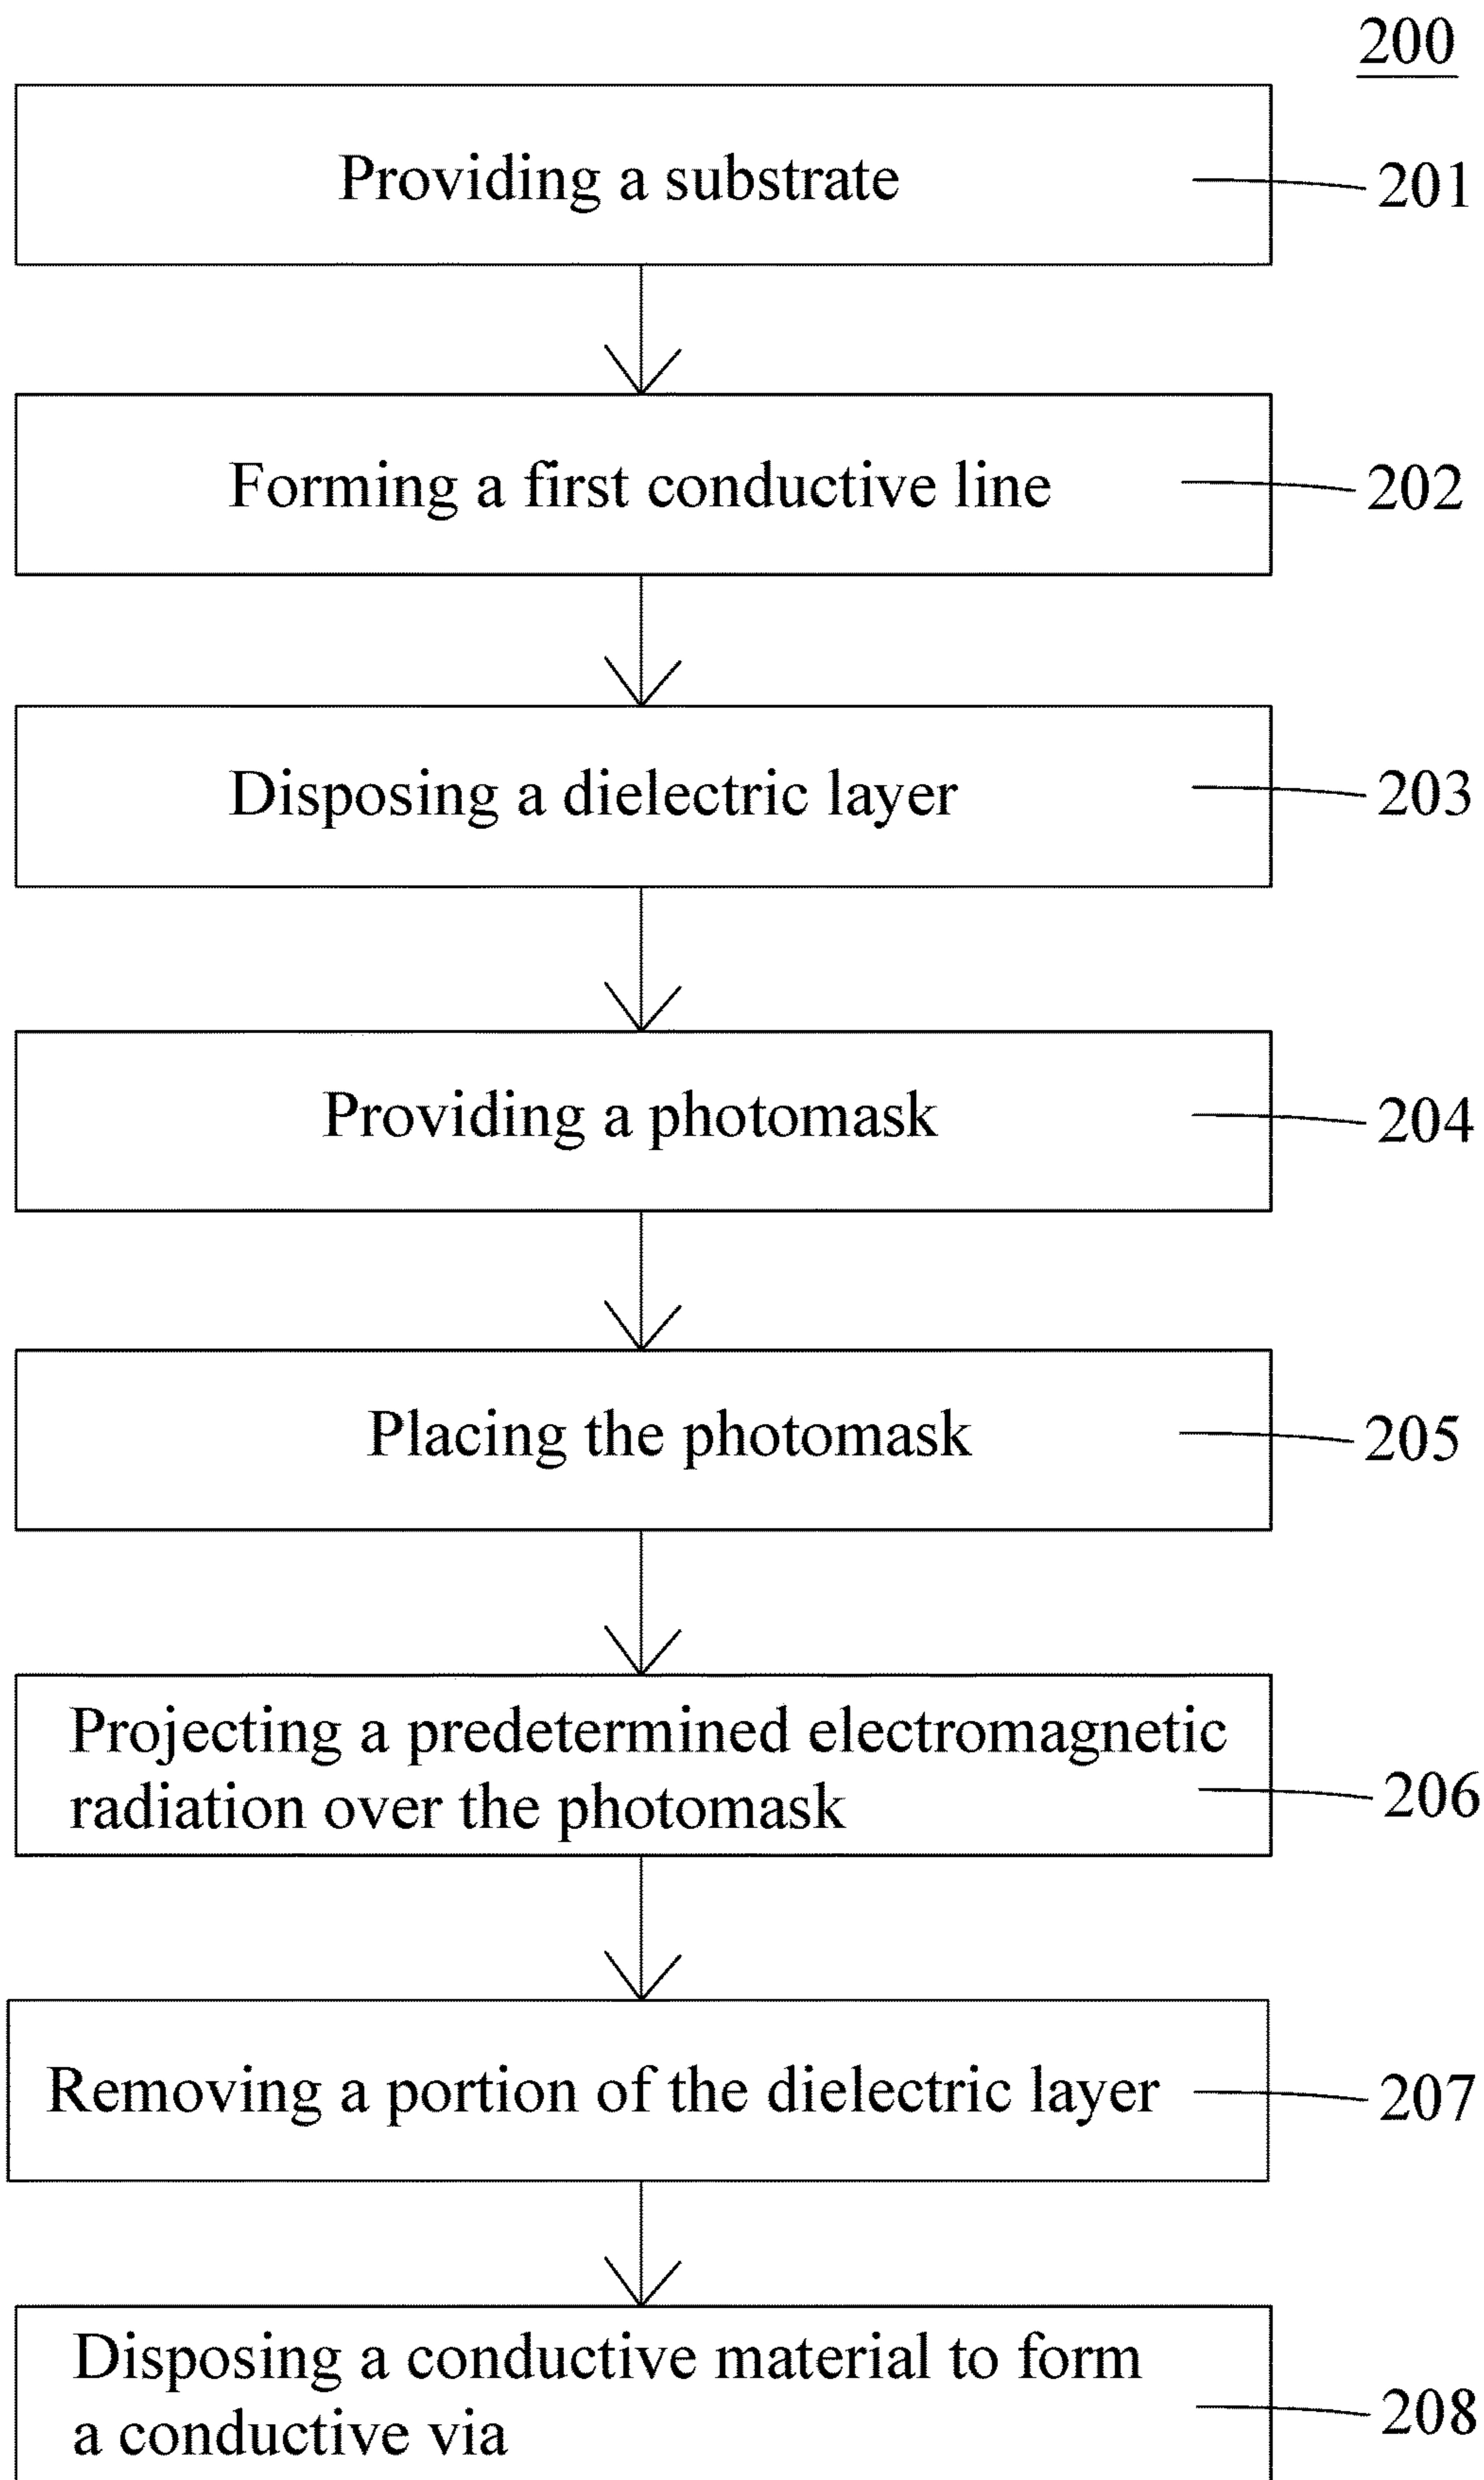 200
Providing a substrate
201
Forming a first conductive line
202
Disposing a dielectric layer
203
Providing a photomask
204
Placing the photomask
205
Projecting a predetermined electromagnetic
radiation over the photomask
206
Removing a portion of the dielectric layer
207
Disposing a conductive material to form
a conductive via
208